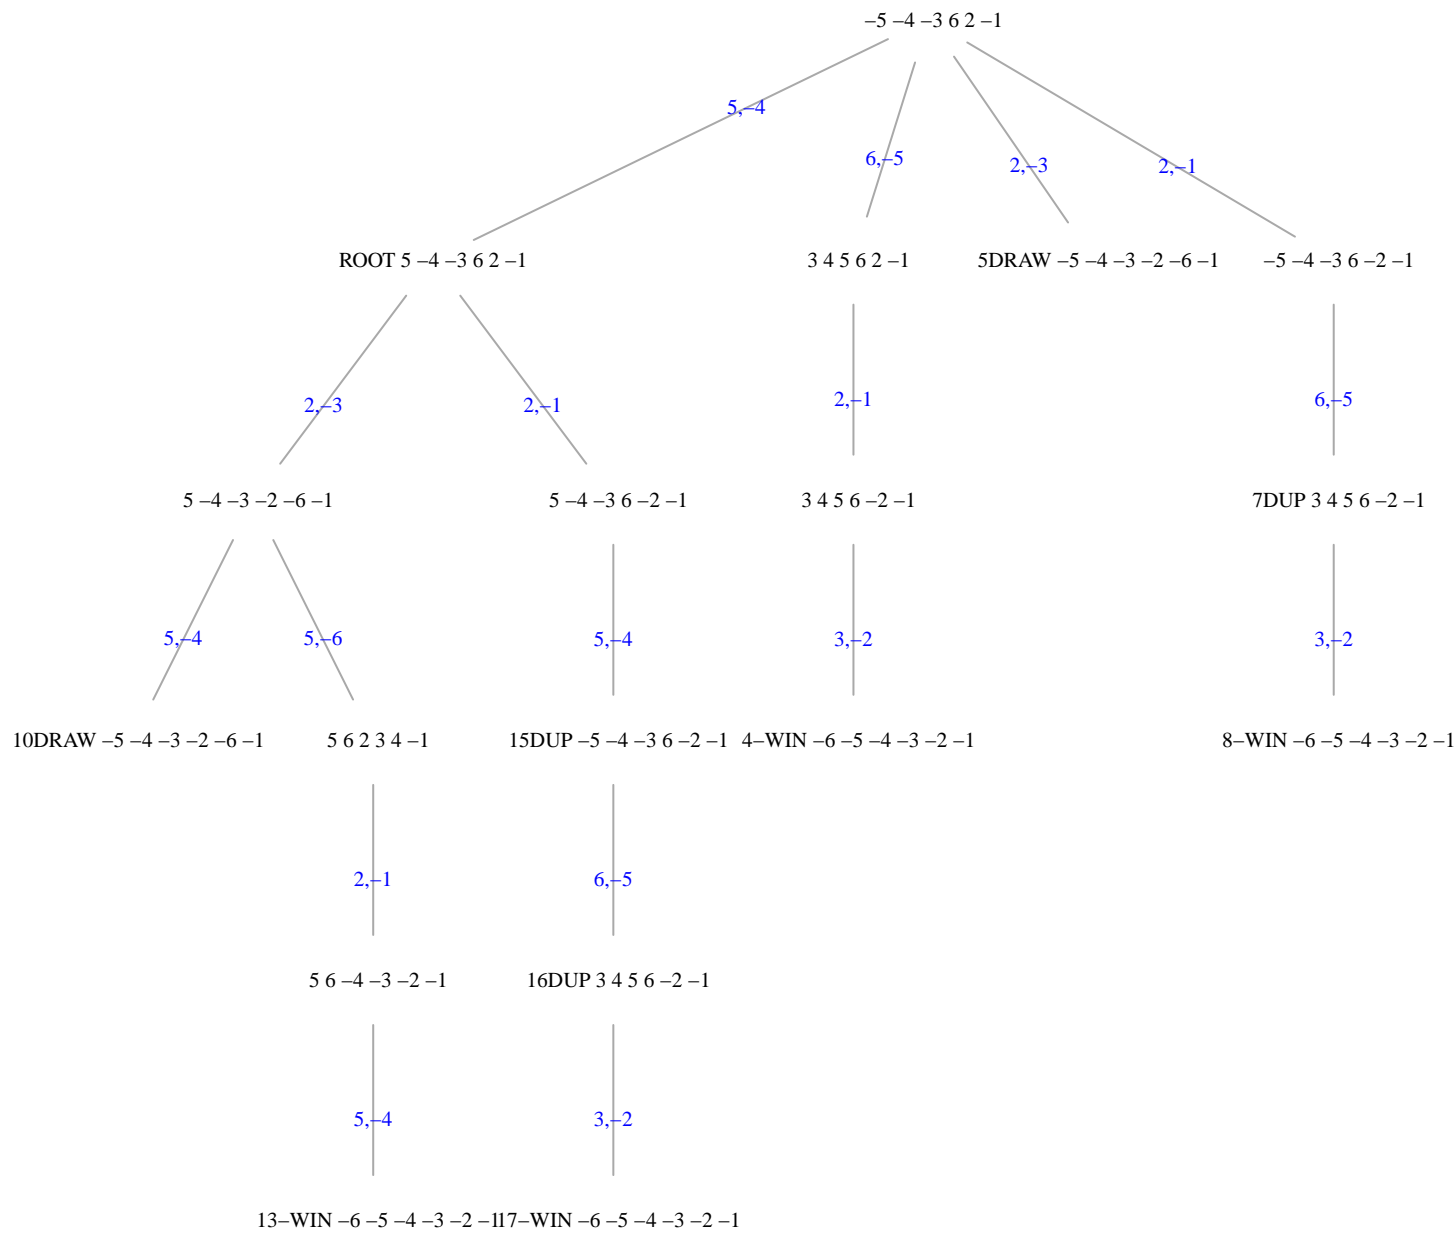 –5 –4 –3 6 2 –1
5,–4
6,–5
2,–3
2,–1
ROOT 5 –4 –3 6 2 –1
3 4 5 6 2 –1
5DRAW –5 –4 –3 –2 –6 –1
–5 –4 –3 6 –2 –1
2,–3
2,–1
2,–1
6,–5
5 –4 –3 –2 –6 –1
5 –4 –3 6 –2 –1
3 4 5 6 –2 –1
7DUP 3 4 5 6 –2 –1
5,–4
5,–6
5,–4
3,–2
3,–2
10DRAW –5 –4 –3 –2 –6 –1
5 6 2 3 4 –1
15DUP –5 –4 –3 6 –2 –1
4–WIN –6 –5 –4 –3 –2 –1
8–WIN –6 –5 –4 –3 –2 –1
2,–1
6,–5
5 6 –4 –3 –2 –1
16DUP 3 4 5 6 –2 –1
5,–4
3,–2
13–WIN –6 –5 –4 –3 –2 –1
17–WIN –6 –5 –4 –3 –2 –1